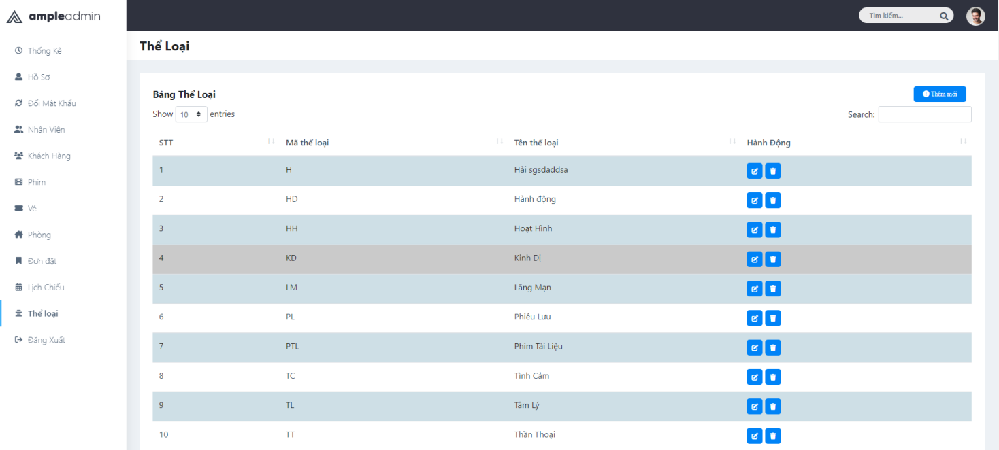 ampleadmin
Tìm kiếm...
Thống Kê
Hồ Sơ
Đổi Mật Khẩu
Nhân Viên
Khách Hàng
Phim
Vé
Phòng
Đơn đặt
Lịch Chiếu
Thể loại
Đăng Xuất
Thể Loại
Bảng Thể Loại
Thêm mới
Show 10 entries
Search:
STT Mã thể loại Tên thể loại Hành Động
1 H Hài sgsdaddsa
2 HD Hành động
3 HH Hoạt Hình
4 KD Kinh Dị
5 LM Lãng Mạn
6 PL Phiêu Lưu
7 PTL Phim Tài Liệu
8 TC Tình Cảm
9 TL Tâm Lý
10 TT Thần Thoại